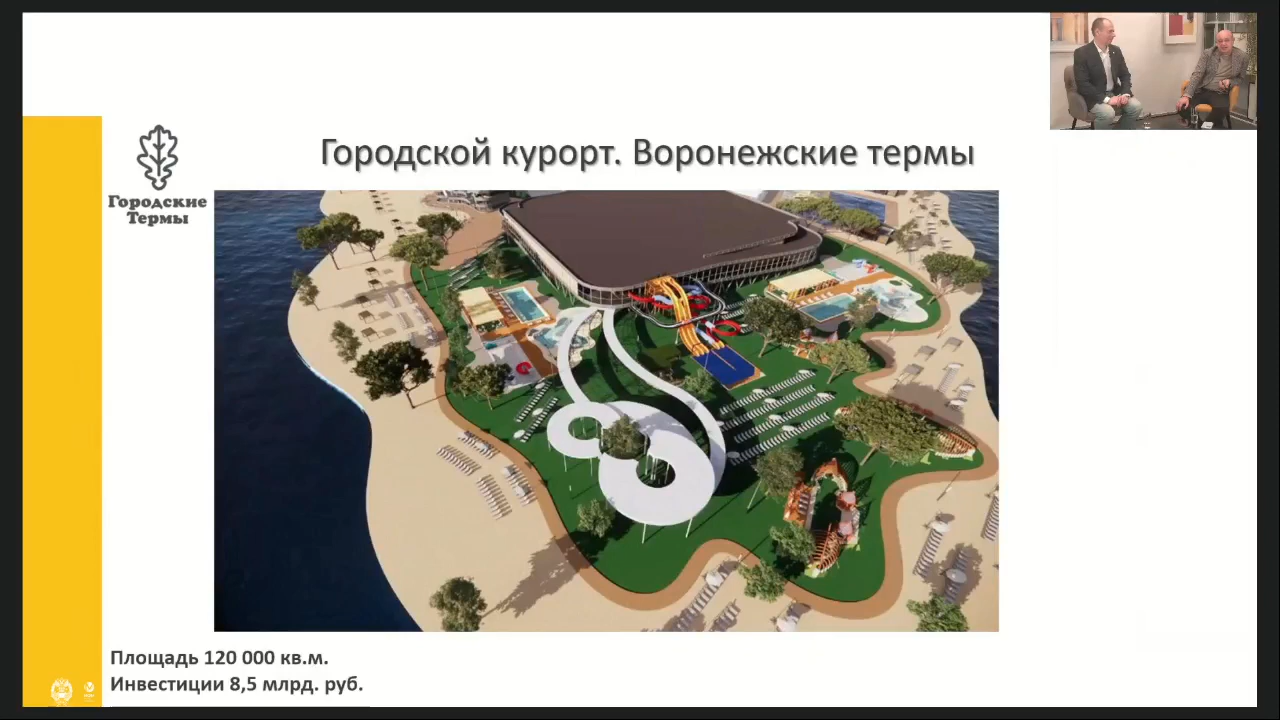 Городской курорт. Воронежские термы
Городские
Термы
Площадь 120 000 кв.м.
Инвестиции 8,5 млрд. руб.